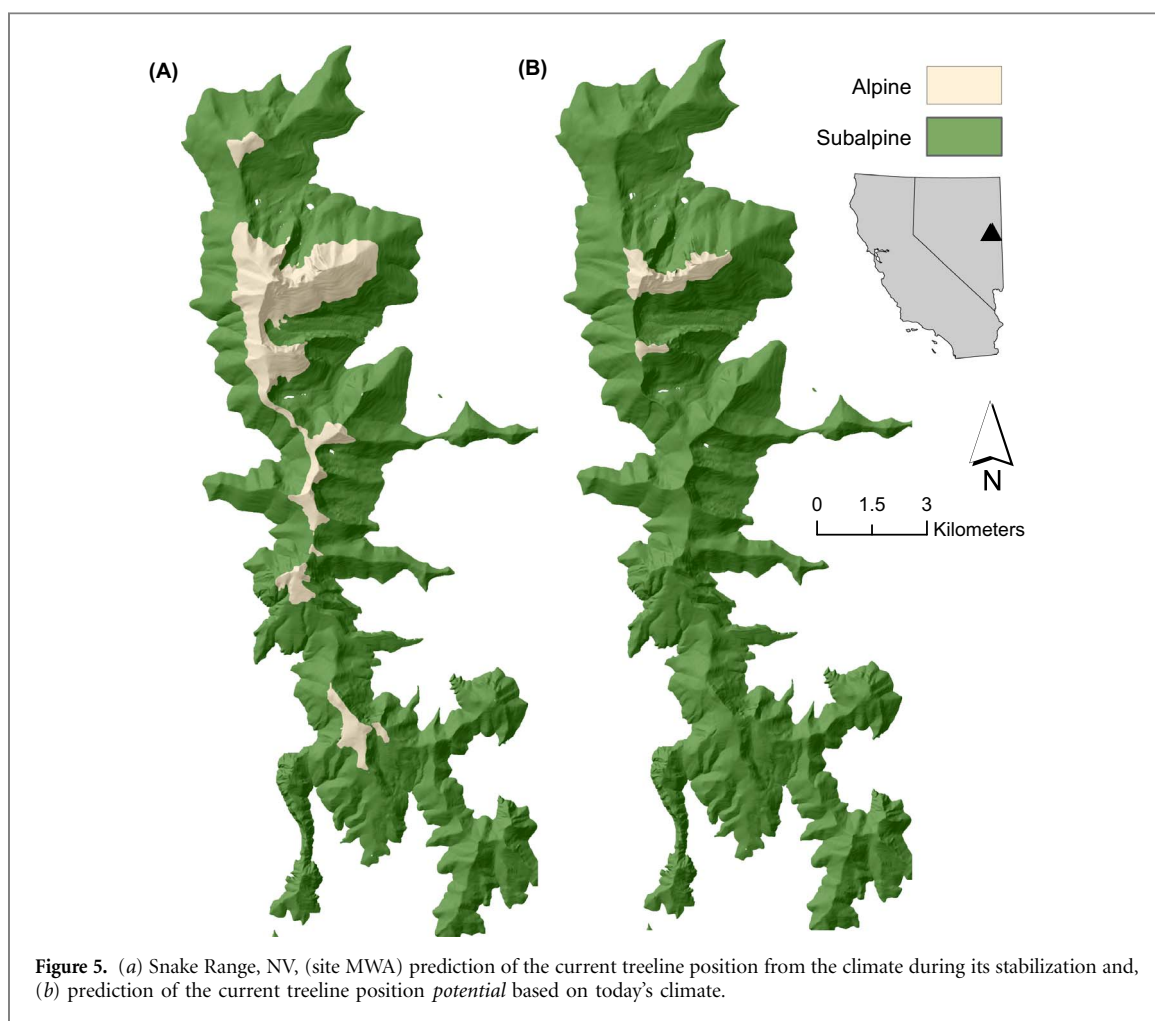 (A)
(B)
Alpine
Subalpine
N
0 1.5 3
Kilometers
Figure 5. (a) Snake Range, NV, (site MWA) prediction of the current treeline position from the climate during its stabilization and,
(b) prediction of the current treeline position potential based on today's climate.